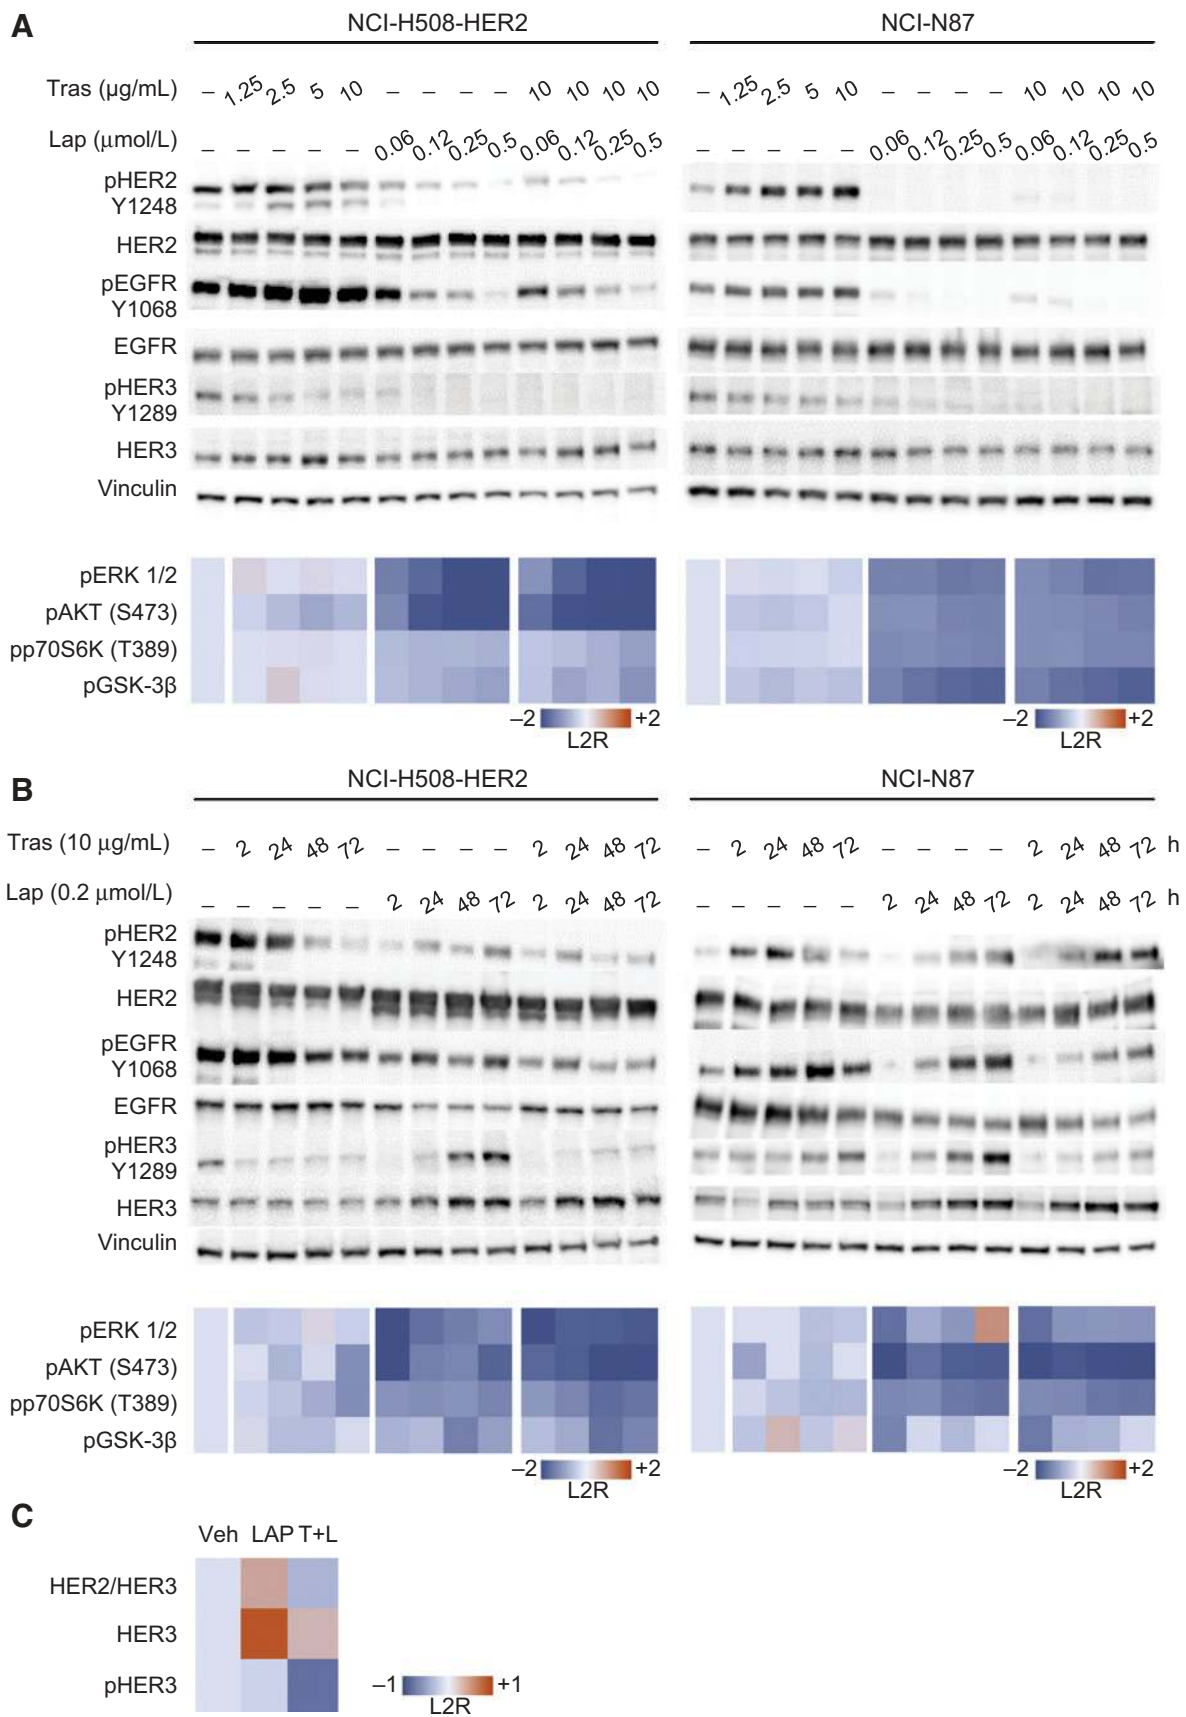 A
NCI-H508-HER2 NCI-N87
Tras (μg/mL) – 1.25 2.5 5 10 – – – – 10 10 10 10 – 1.25 2.5 5 10 – – – – 10 10 10 10
Lap (μmol/L) – – – – – 0.06 0.12 0.25 0.5 0.06 0.12 0.25 0.5 – – – – – 0.06 0.12 0.25 0.5 0.06 0.12 0.25 0.5
pHER2
Y1248
HER2
pEGFR
Y1068
EGFR
pHER3
Y1289
HER3
Vinculin
pERK 1/2
pAKT (S473)
pp70S6K (T389)
pGSK-3β
–2 +2 –2 +2
L2R L2R
B
NCI-H508-HER2 NCI-N87
Tras (10 μg/mL) – 2 24 48 72 – – – – 2 24 48 72 – 2 24 48 72 – – – – 2 24 48 72 h
Lap (0.2 μmol/L) – – – – – 2 24 48 72 2 24 48 72 – – – – – 2 24 48 72 2 24 48 72 h
pHER2
Y1248
HER2
pEGFR
Y1068
EGFR
pHER3
Y1289
HER3
Vinculin
pERK 1/2
pAKT (S473)
pp70S6K (T389)
pGSK-3β
–2 +2 –2 +2
L2R L2R
C
Veh LAP T+L
HER2/HER3
HER3
pHER3
–1 +1
L2R